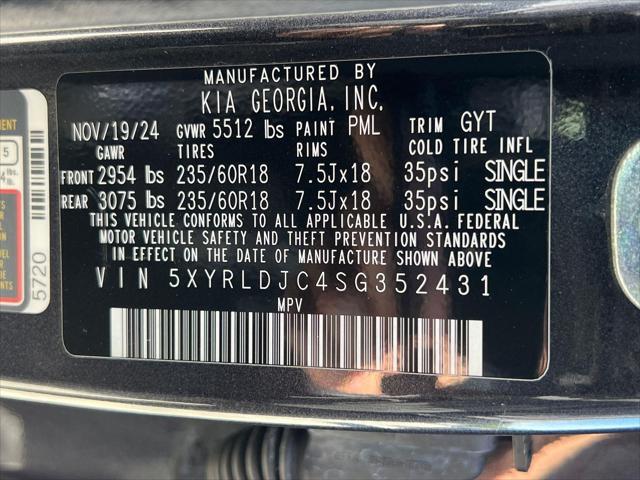 MANUFACTURED BY
KIA GEORGIA, INC.
NOV/19/24 GVWR 5512 lbs PAINT PML TRIM GYT
GAWR TIRES RIMS COLD TIRE INFL
FRONT 2954 lbs 235/60R18 7.5Jx18 35psi SINGLE
REAR 3075 lbs 235/60R18 7.5Jx18 35psi SINGLE
THIS VEHICLE CONFORMS TO ALL APPLICABLE U.S.A. FEDERAL
MOTOR VEHICLE SAFETY AND THEFT PREVENTION STANDARDS
IN EFFECT ON THE DATE OF MANUFACTURE SHOWN ABOVE
VIN 5XYRLDJC4SG352431
MPV
5
5720